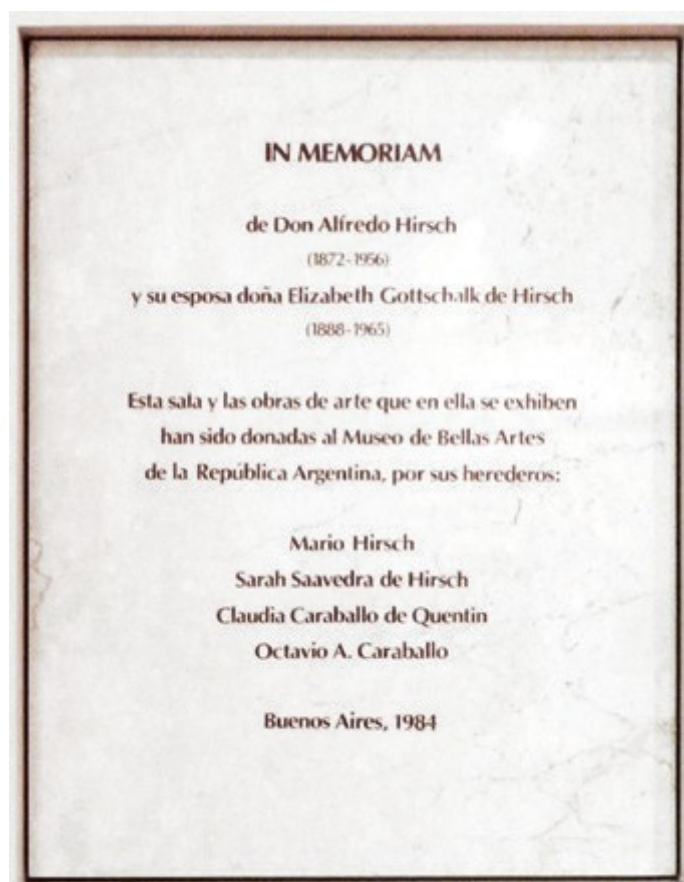 IN MEMORIAM
de Don Alfredo Hirsch
(1872-1956)
y su esposa doña Elizabeth Gottschalk de Hirsch
(1888-1965)
Esta sala y las obras de arte que en ella se exhiben
han sido donadas al Museo de Bellas Artes
de la República Argentina, por sus herederos:
Mario Hirsch
Sarah Saavedra de Hirsch
Claudia Caraballo de Quentin
Octavio A. Caraballo
Buenos Aires, 1984